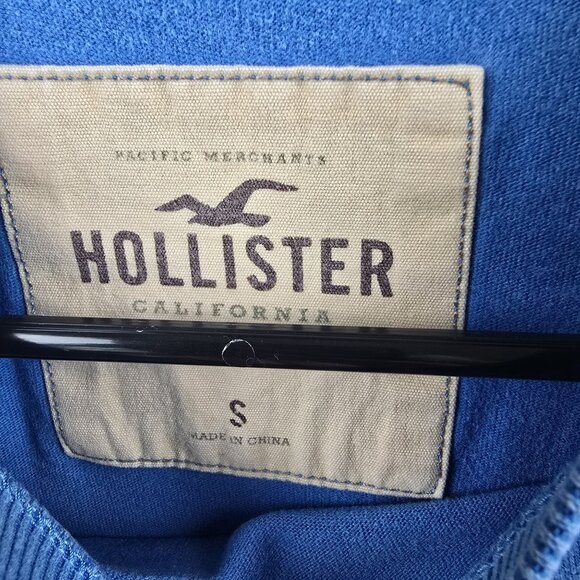 PACIFIC MERCHANTS
HOLLISTER
CALIFORNIA
S
MADE IN CHINA